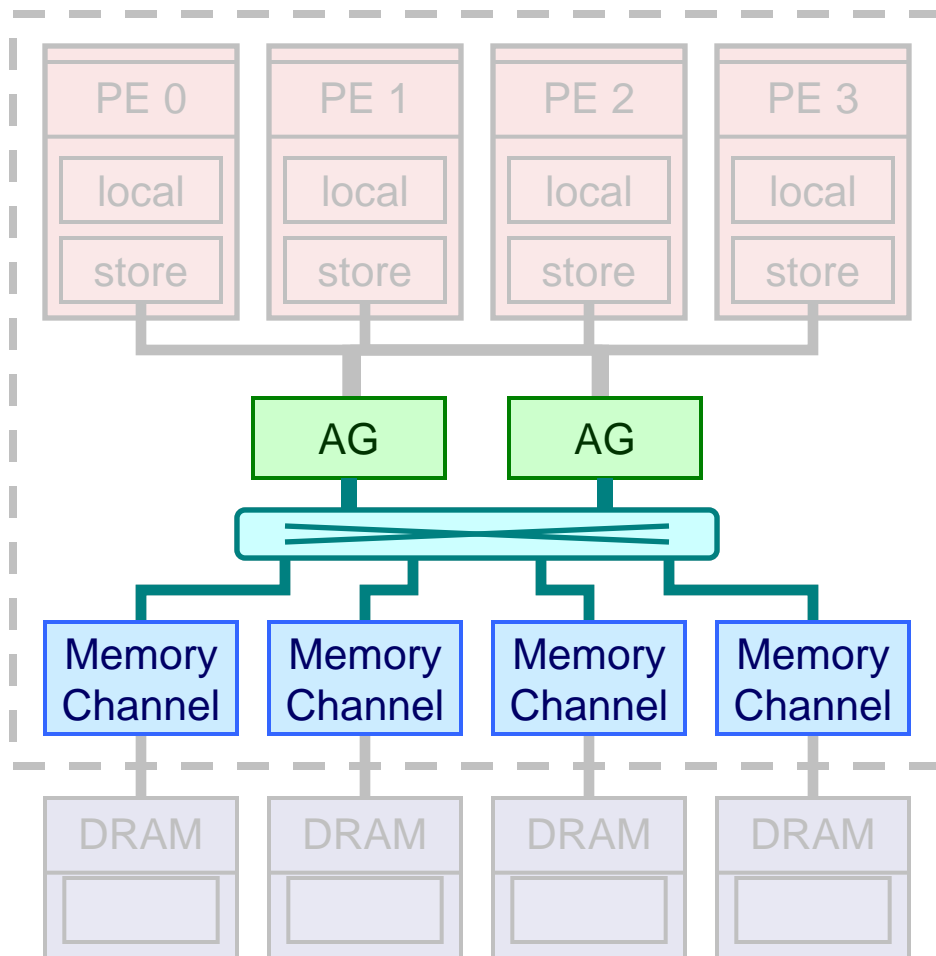 PE 0
PE 1
PE 2
PE 3
local
local
local
local
store
store
store
store
AG
AG
Memory
Channel
Memory
Channel
Memory
Channel
Memory
Channel
DRAM
DRAM
DRAM
DRAM